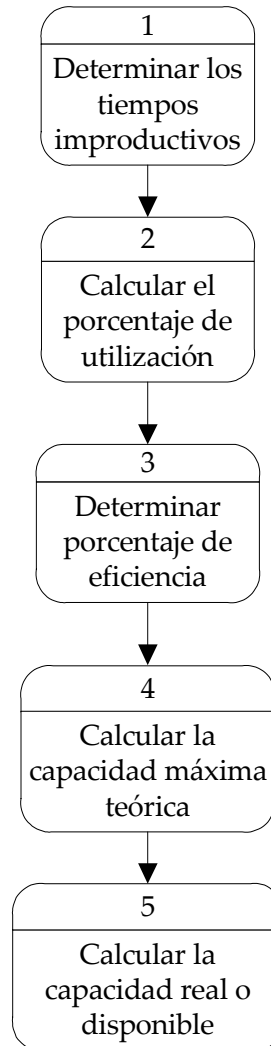 1
Determinar los
tiempos
improductivos
2
Calcular el
porcentaje de
utilización
3
Determinar
porcentaje de
eficiencia
4
Calcular la
capacidad máxima
teórica
5
Calcular la
capacidad real o
disponible